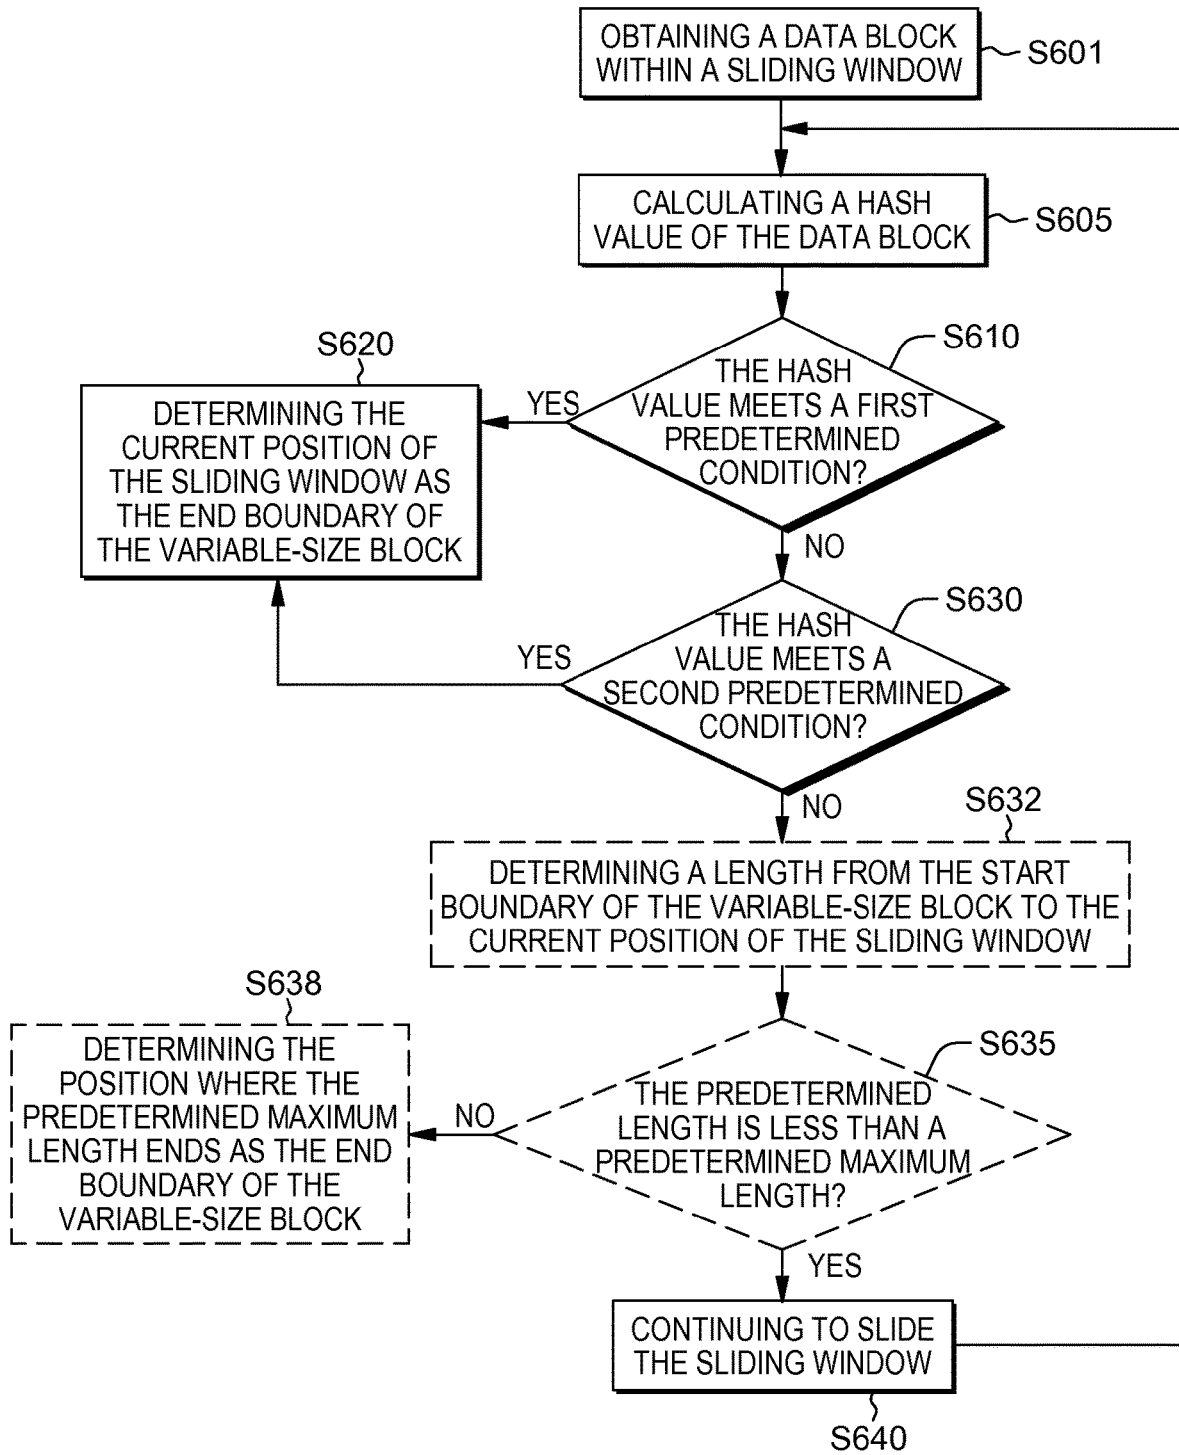 OBTAINING A DATA BLOCK
WITHIN A SLIDING WINDOW
S601
CALCULATING A HASH
VALUE OF THE DATA BLOCK
S605
S610
THE HASH
VALUE MEETS A FIRST
PREDETERMINED
CONDITION?
YES
S620
DETERMINING THE
CURRENT POSITION OF
THE SLIDING WINDOW AS
THE END BOUNDARY OF
THE VARIABLE-SIZE BLOCK
NO
S630
THE HASH
VALUE MEETS A
SECOND PREDETERMINED
CONDITION?
YES
NO
S632
DETERMINING A LENGTH FROM THE START
BOUNDARY OF THE VARIABLE-SIZE BLOCK TO THE
CURRENT POSITION OF THE SLIDING WINDOW
S635
THE PREDETERMINED
LENGTH IS LESS THAN A
PREDETERMINED MAXIMUM
LENGTH?
NO
S638
DETERMINING THE
POSITION WHERE THE
PREDETERMINED MAXIMUM
LENGTH ENDS AS THE END
BOUNDARY OF THE
VARIABLE-SIZE BLOCK
YES
CONTINUING TO SLIDE
THE SLIDING WINDOW
S640